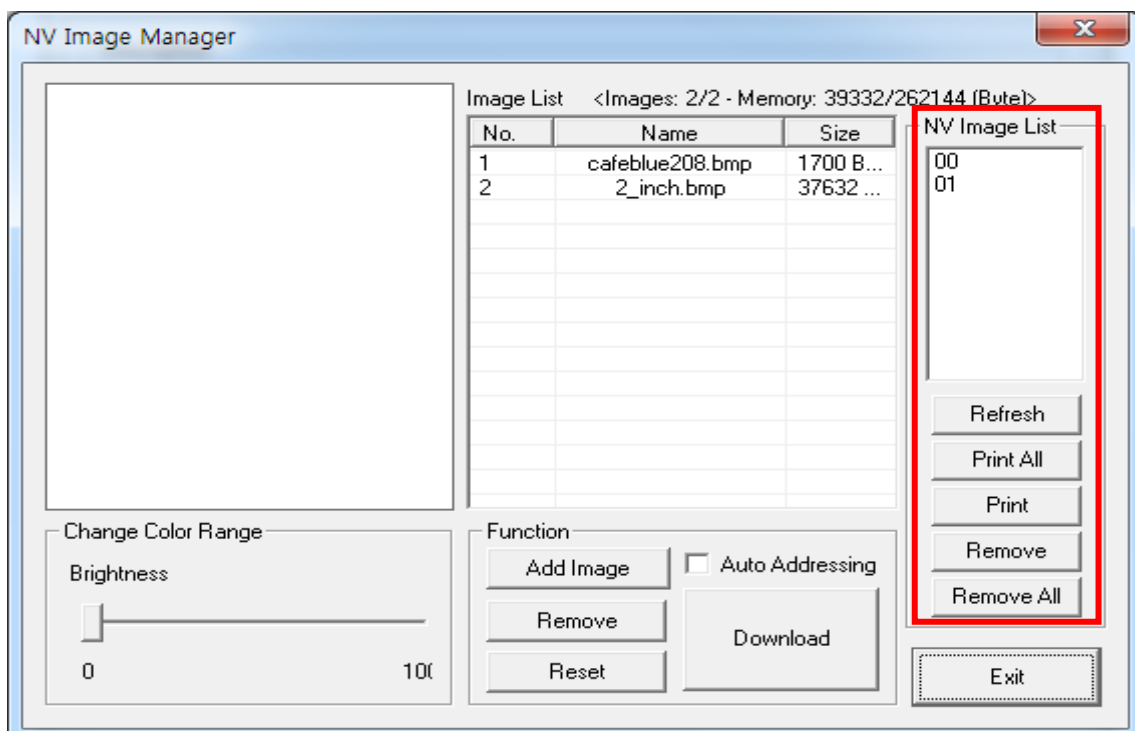 NV Image Manager
Image List <Images: 2/2 - Memory: 39332/262144 (Byte)>
No. Name Size
1 cafeblue208.bmp 1700 B...
2 2_inch.bmp 37632 ...
NV Image List
00
01
Refresh
Print All
Print
Remove
Remove All
Change Color Range
Brightness
0 100
Function
Add Image
Auto Addressing
Remove
Download
Reset
Exit